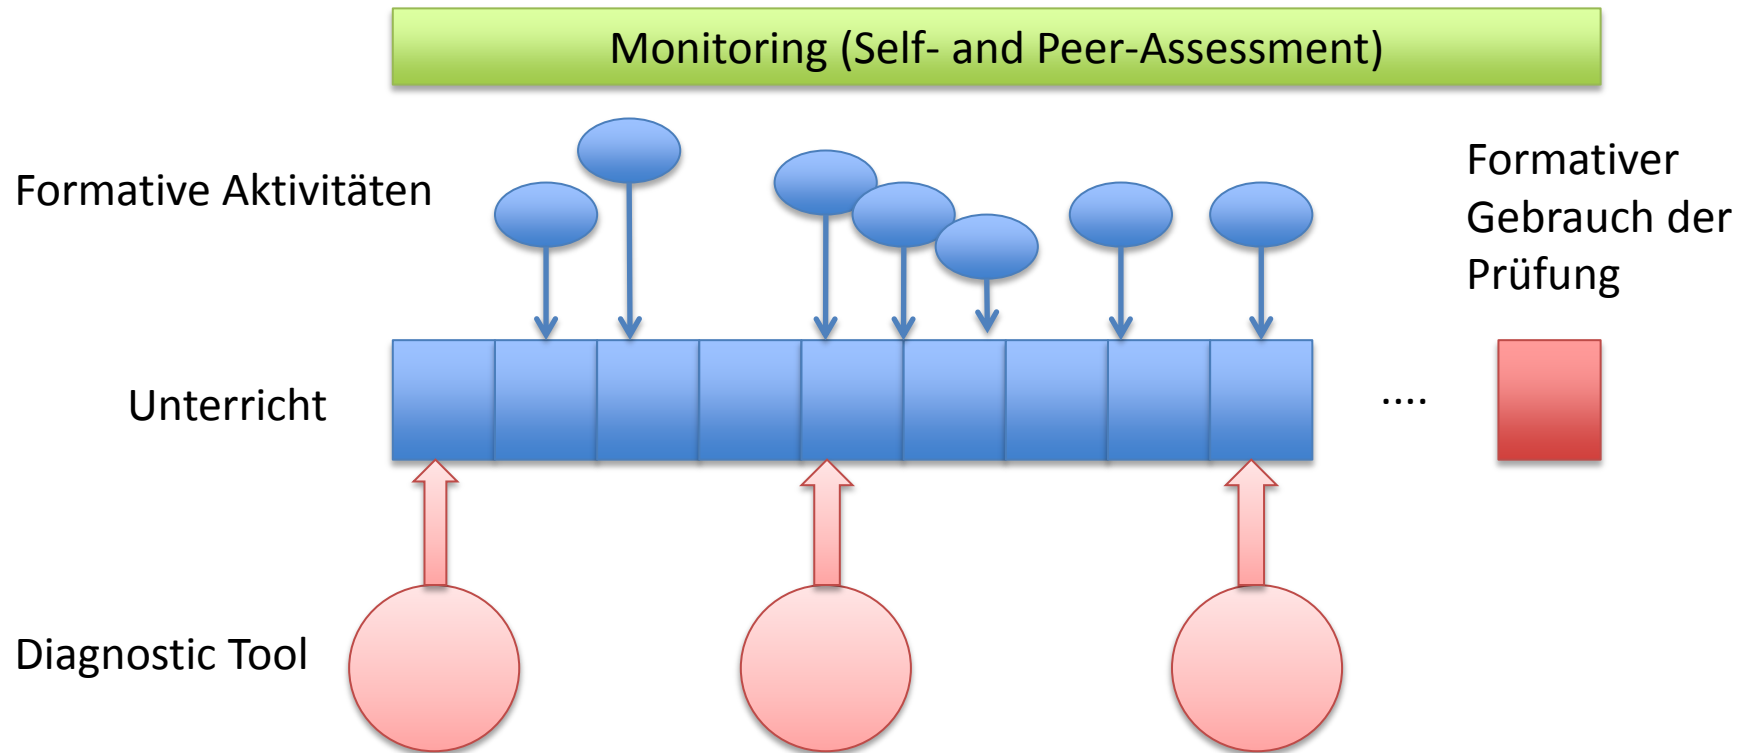 Monitoring (Self- and Peer-Assessment)
Formative Aktivitäten
Formativer
Gebrauch der
Prüfung
Unterricht
....
Diagnostic Tool